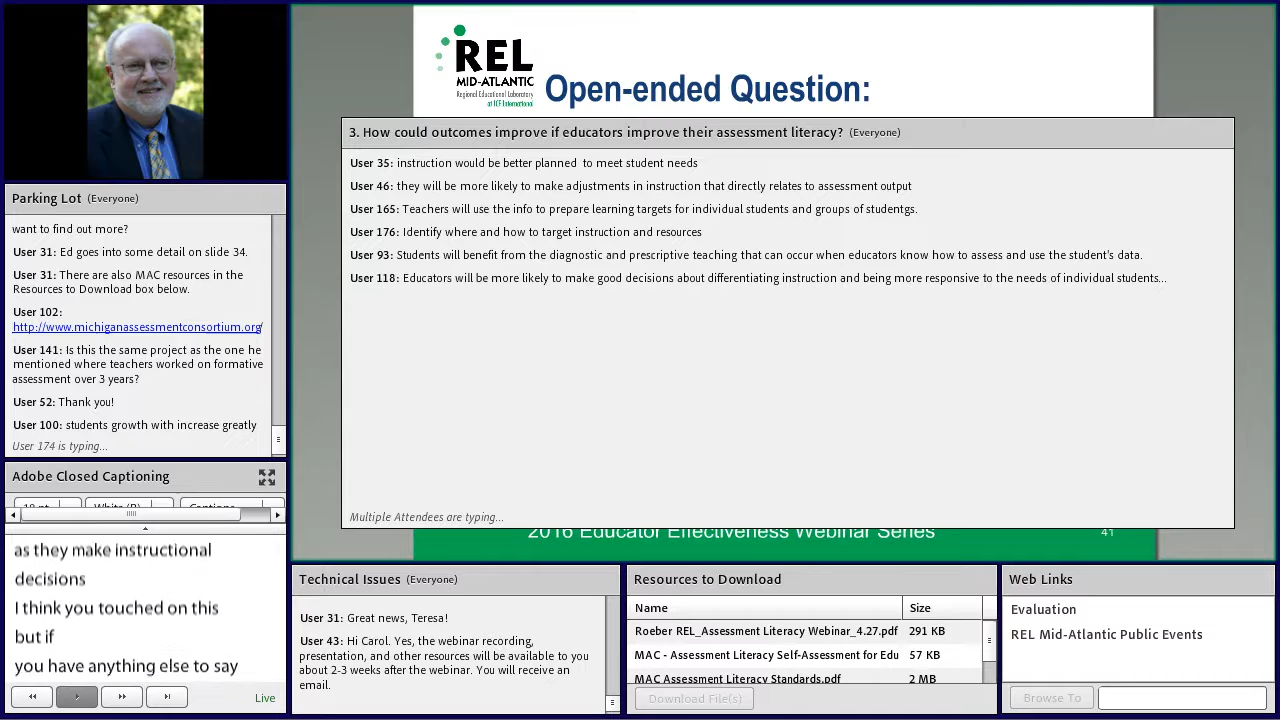 REL
MID-ATLANTIC
Regional Educational Laboratory
at ICF International
Open-ended Question:
3. How could outcomes improve if educators improve their assessment literacy? (Everyone)
User 35: instruction would be better planned to meet student needs
User 46: they will be more likely to make adjustments in instruction that directly relates to assessment output
User 165: Teachers will use the info to prepare learning targets for individual students and groups of studentgs.
User 176: Identify where and how to target instruction and resources
User 93: Students will benefit from the diagnostic and prescriptive teaching that can occur when educators know how to assess and use the student's data.
User 118: Educators will be more likely to make good decisions about differentiating instruction and being more responsive to the needs of individual students...
Multiple Attendees are typing...
2016 Educator Effectiveness Webinar Series
41
Parking Lot (Everyone)
want to find out more?
User 31: Ed goes into some detail on slide 34.
User 31: There are also MAC resources in the
Resources to Download box below.
User 102:
http://www.michiganassessmentconsortium.org/
User 141: Is this the same project as the one he
mentioned where teachers worked on formative
assessment over 3 years?
User 52: Thank you!
User 100: students growth with increase greatly
User 174 is typing...
Adobe Closed Captioning
18 pt
White (B)
Captions
as they make instructional
decisions
I think you touched on this
but if
you have anything else to say
Live
Technical Issues (Everyone)
User 31: Great news, Teresa!
User 43: Hi Carol. Yes, the webinar recording,
presentation, and other resources will be available to you
about 2-3 weeks after the webinar. You will receive an
email.
Resources to Download
Name Size
Roeber REL_Assessment Literacy Webinar_4.27.pdf 291 KB
MAC - Assessment Literacy Self-Assessment for Edu 57 KB
MAC Assessment Literacy Standards.pdf 2 MB
Download File(s)
Web Links
Evaluation
REL Mid-Atlantic Public Events
Browse To